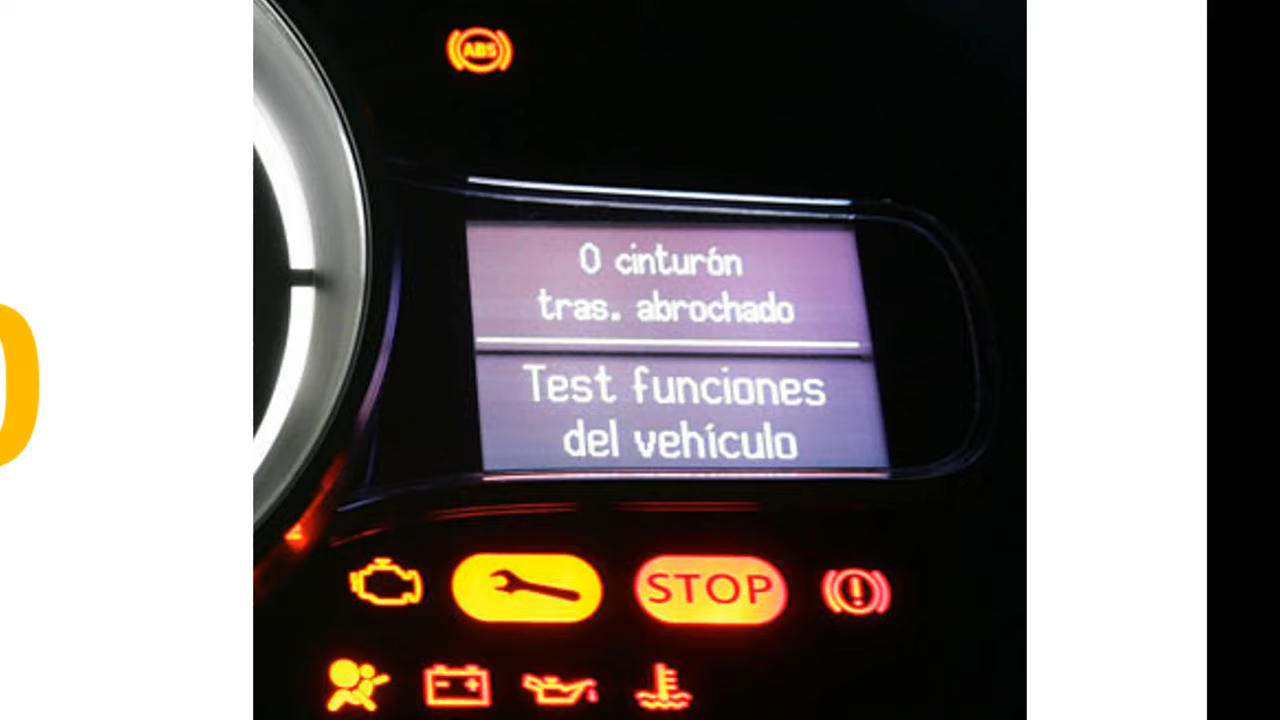 ABS
0 cinturón
tras. abrochado
Test funciones
del vehículo
STOP